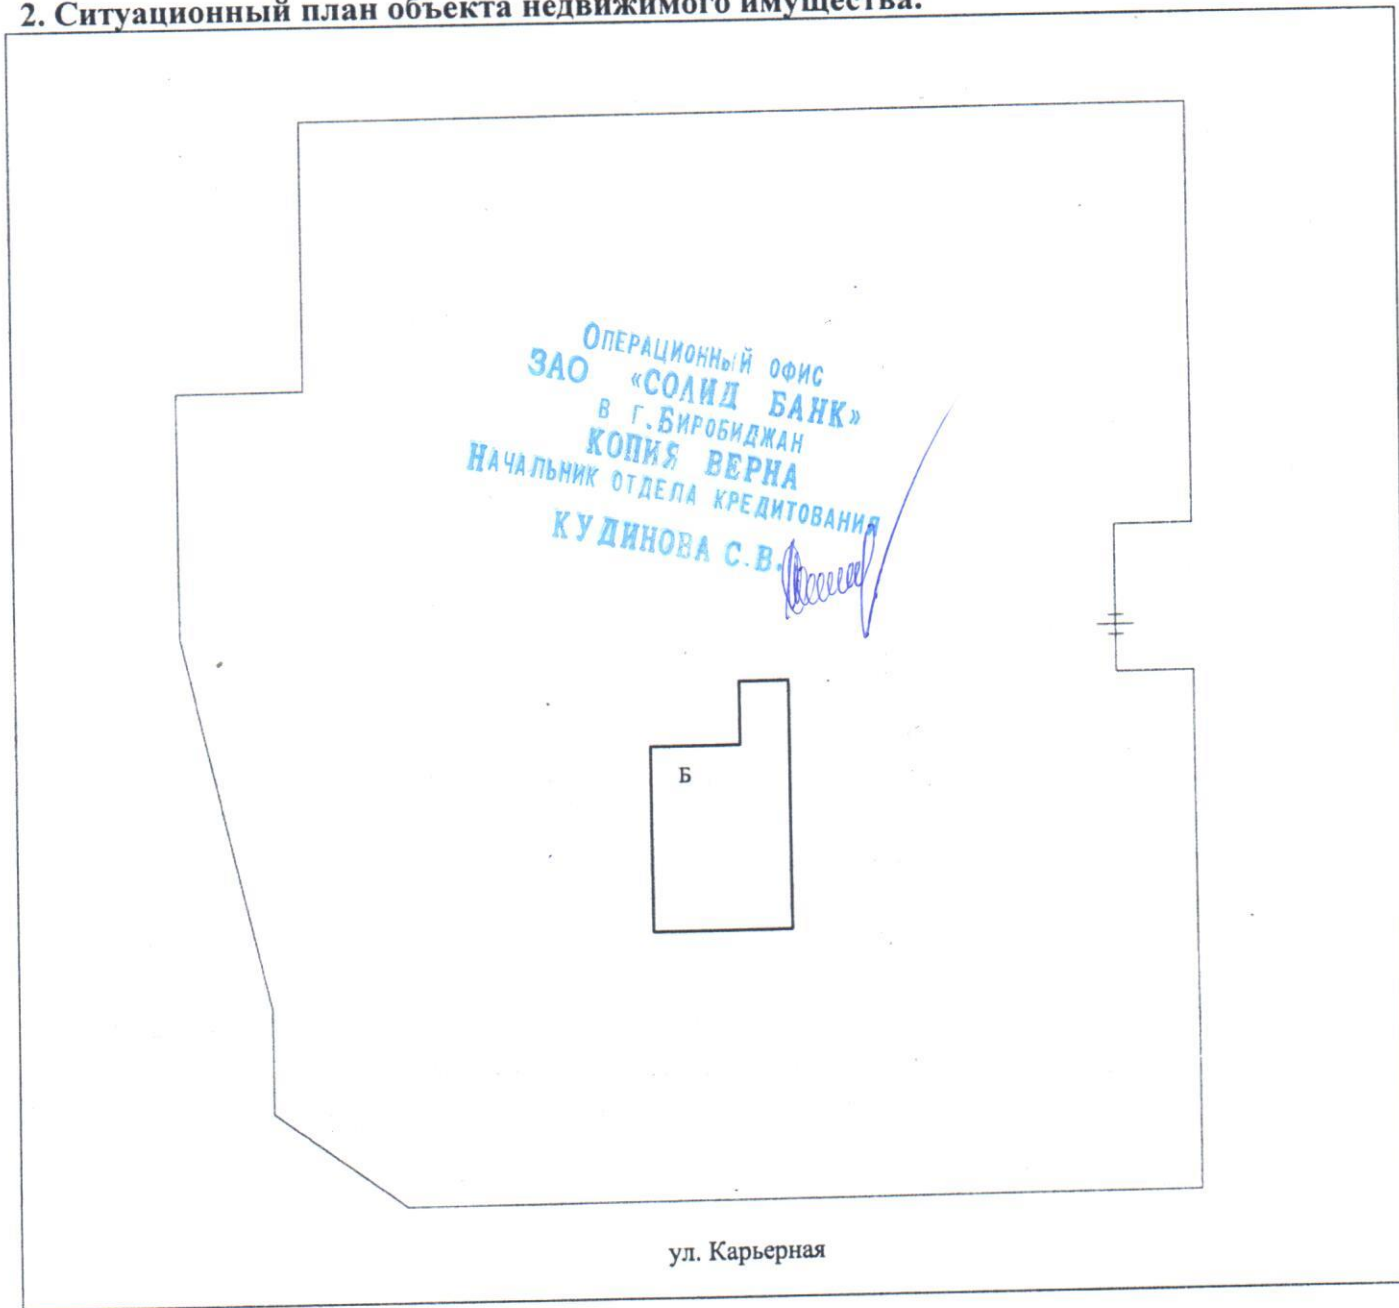 2. Ситуационный план объекта недвижимого имущества.
ОПЕРАЦИОННЫЙ ОФИС
ЗАО «СОЛИД БАНК»
В Г.БИРОБИДЖАН
КОПИЯ ВЕРНА
НАЧАЛЬНИК ОТДЕЛА КРЕДИТОВАНИЯ
КУДИНОВА С.В.
Б
ул. Карьерная